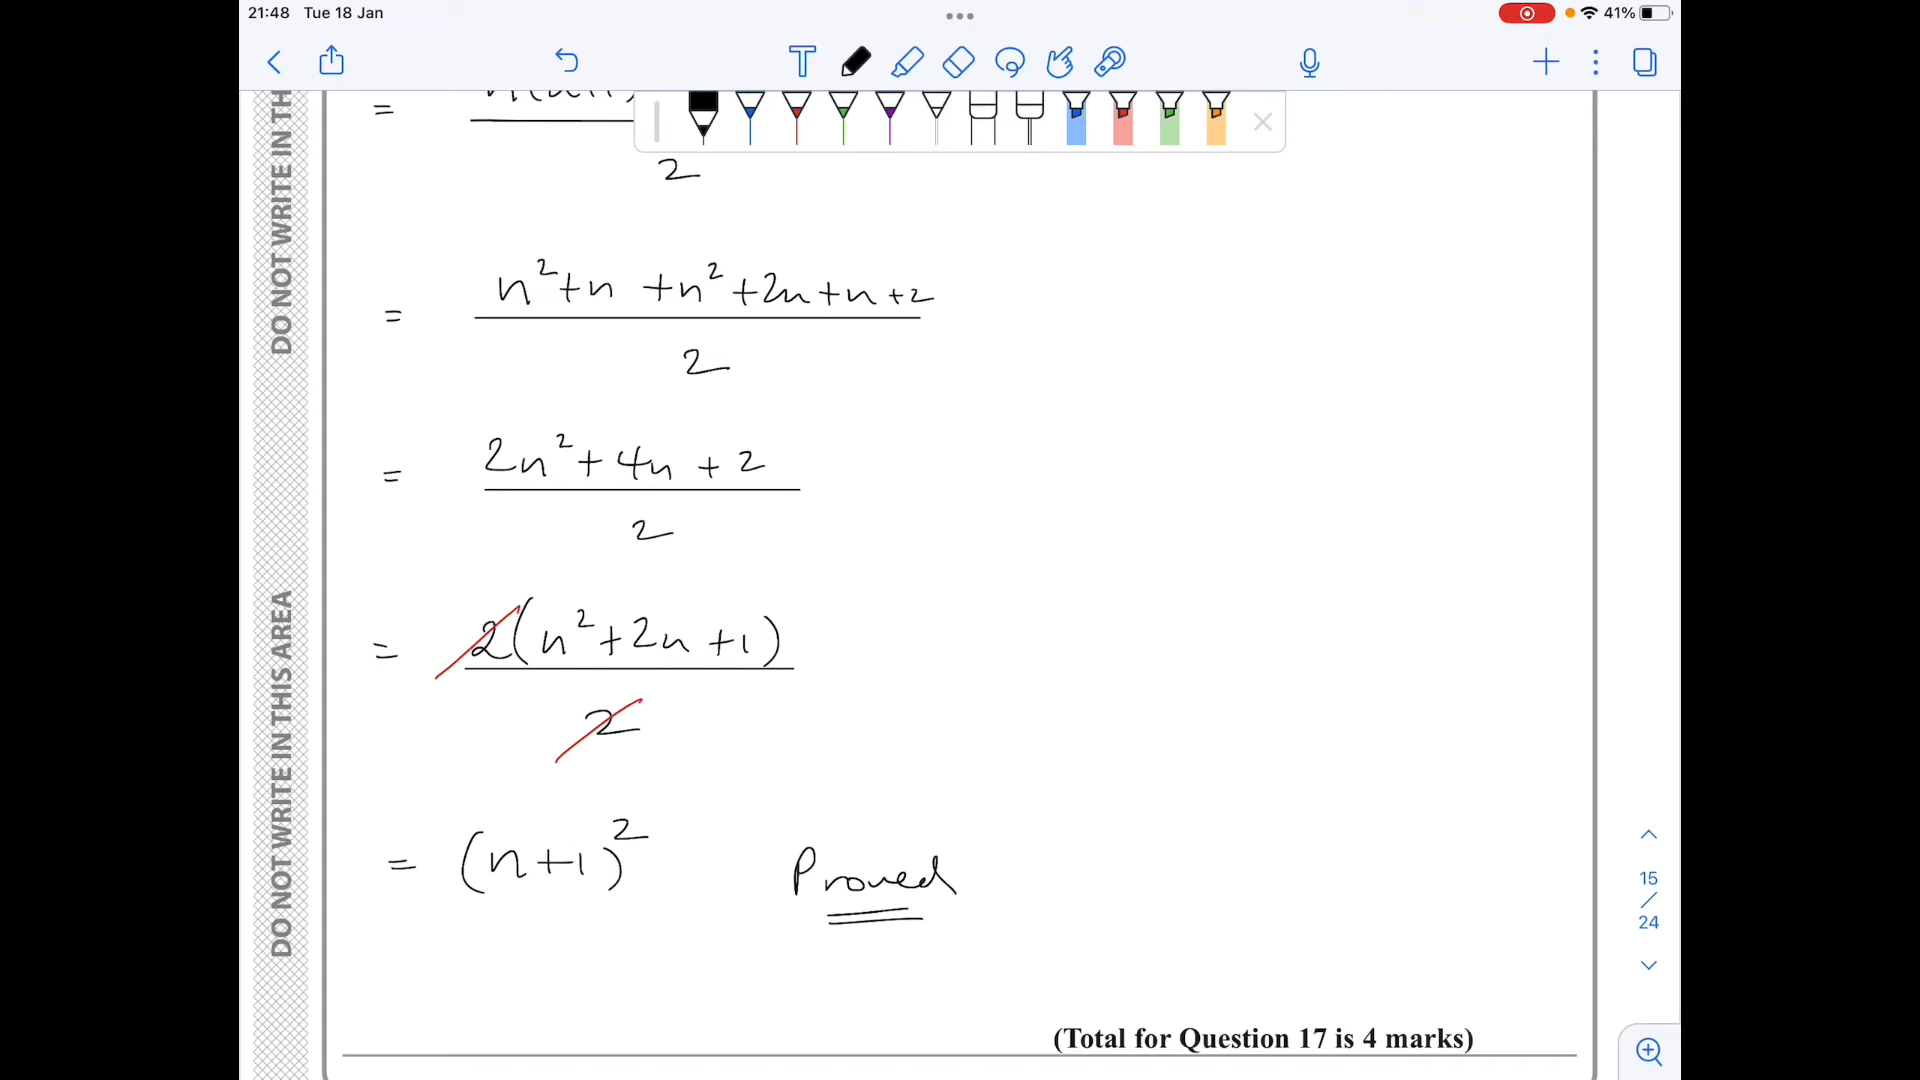 21:48 Tue 18 Jan
41%
=
2
= n²+n +n²+2n+n+2
2
= 2n²+4n+2
2
= 2(n²+2n+1)
2
= (n+1)² Proved
DO NOT WRITE IN TH
DO NOT WRITE IN THIS AREA
15
/
24
(Total for Question 17 is 4 marks)